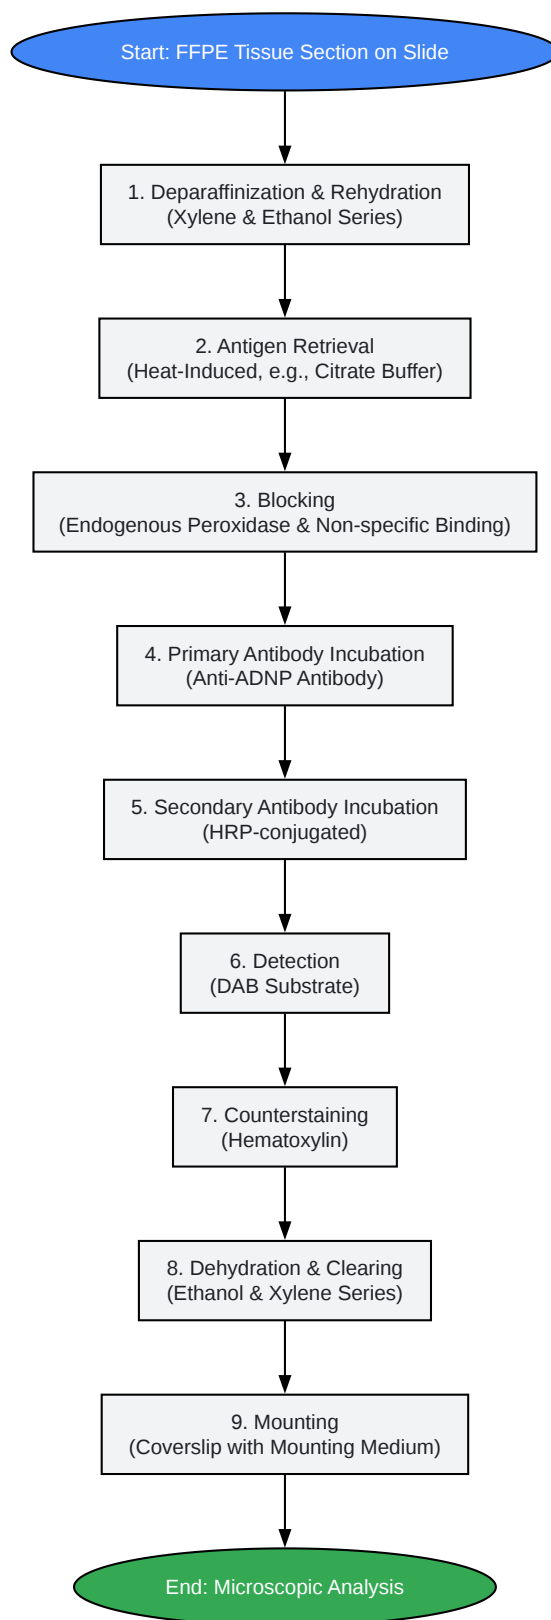 Start: FFPE Tissue Section on Slide
1. Deparaffinization & Rehydration
(Xylene & Ethanol Series)
2. Antigen Retrieval
(Heat-Induced, e.g., Citrate Buffer)
3. Blocking
(Endogenous Peroxidase & Non-specific Binding)
4. Primary Antibody Incubation
(Anti-ADNP Antibody)
5. Secondary Antibody Incubation
(HRP-conjugated)
6. Detection
(DAB Substrate)
7. Counterstaining
(Hematoxylin)
8. Dehydration & Clearing
(Ethanol & Xylene Series)
9. Mounting
(Coverslip with Mounting Medium)
End: Microscopic Analysis